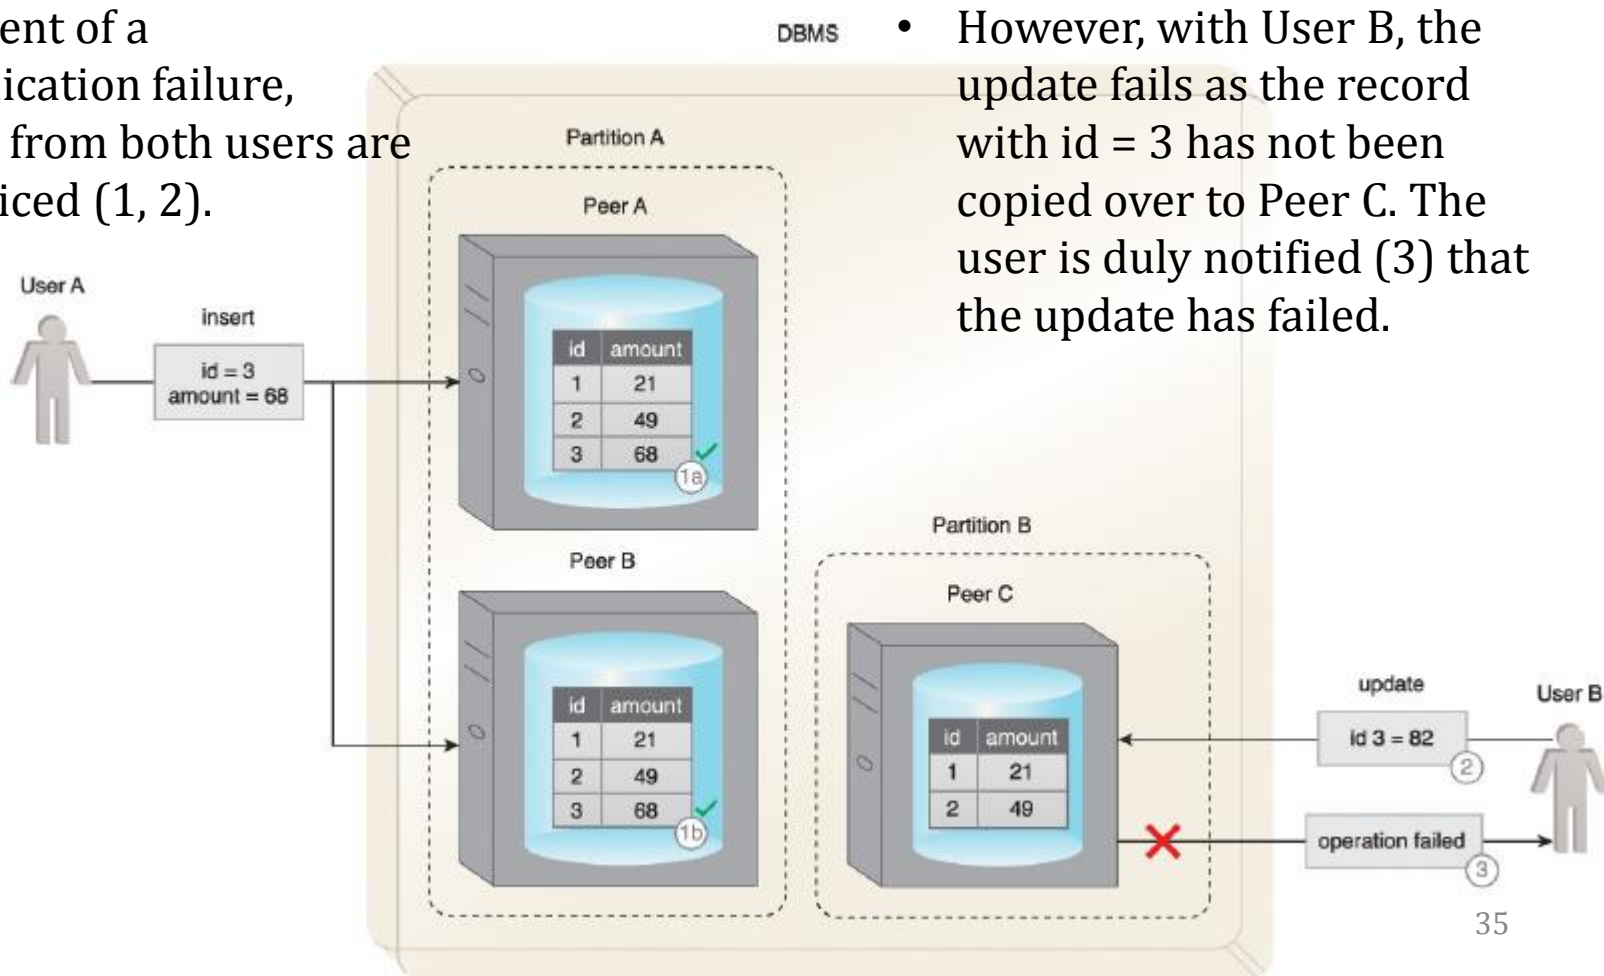 ent of a
ication failure,
from both users are
iced (1, 2).
DBMS
• However, with User B, the
update fails as the record
with id = 3 has not been
copied over to Peer C. The
user is duly notified (3) that
the update has failed.
Partition A
Peer A
User A
insert
id = 3
amount = 68
id amount
1 21
2 49
3 68
1a
Peer B
id amount
1 21
2 49
3 68
1b
Partition B
Peer C
id amount
1 21
2 49
update
User B
id 3 = 82
2
operation failed
3
35